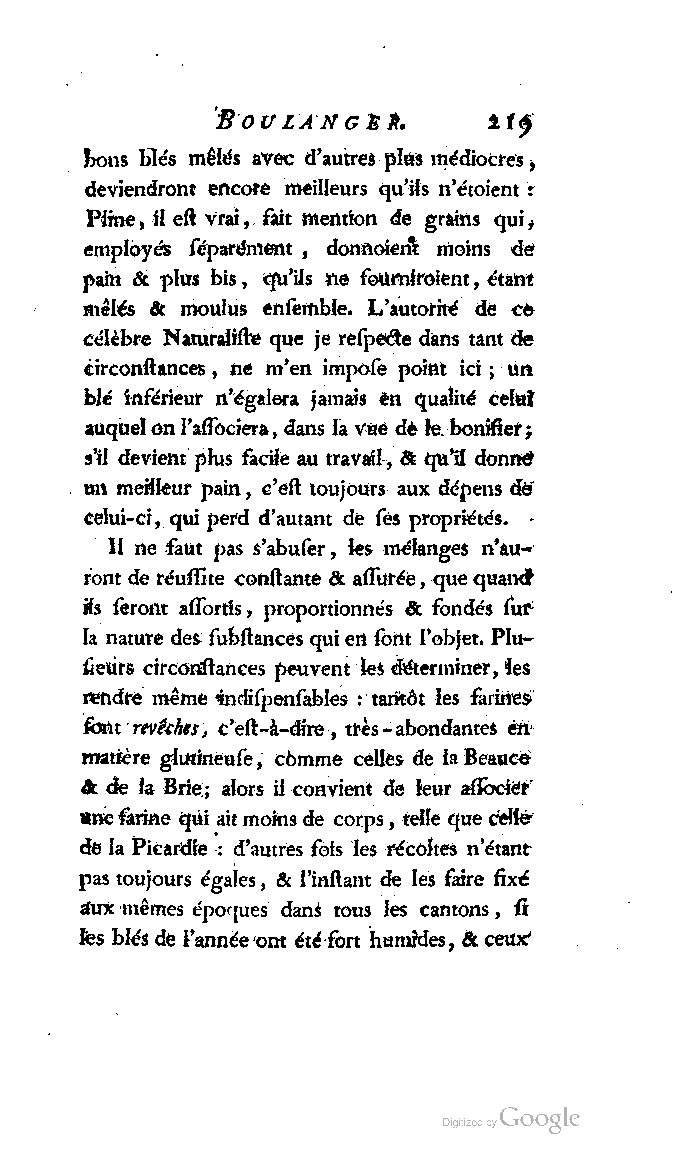 BOULANGER. 219
bons blés mêlés avec d'autres plus médiocres,
deviendront encore meilleurs qu'ils n'étoient :
Pline, il eſt vrai, fait mention de grains qui,
employés ſéparément, donnoient moins de
pain & plus bis, qu'ils ne fourniroient, étant
mêlés & moulus enſemble. L'autorité de ce
célèbre Naturaliſte que je reſpecte dans tant de
circonſtances, ne m'en impoſe point ici ; un
blé inférieur n'égalera jamais en qualité celui
auquel on l'aſſociera, dans la vue de le bonifier;
s'il devient plus facile au travail, & qu'il donne
un meilleur pain, c'eſt toujours aux dépens de
celui-ci, qui perd d'autant de ſes propriétés.
Il ne faut pas s'abuſer, les mélanges n'au-
ront de réuſſite conſtante & aſſurée, que quand
ils ſeront aſſortis, proportionnés & fondés ſur
la nature des ſubſtances qui en ſont l'objet. Plu-
ſieurs circonſtances peuvent les déterminer, les
rendre même indiſpenſables : tantôt les farines
ſont revêches, c'eſt-à-dire, très-abondantes en
matière glutineuſe, comme celles de la Beauce
& de la Brie; alors il convient de leur aſſocier
une farine qui ait moins de corps, telle que celle
de la Picardie : d'autres fois les récoltes n'étant
pas toujours égales, & l'inſtant de les faire fixé
aux mêmes époques dans tous les cantons, ſi
les blés de l'année ont été fort humides, & ceux
Digitized by Google